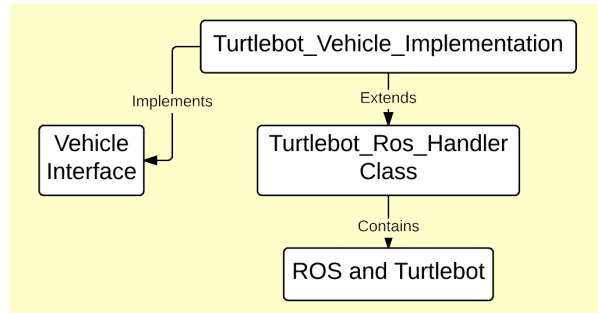 Turtlebot_Vehicle_Implementation
Implements
Extends
Vehicle
Interface
Turtlebot_Ros_Handler
Class
Contains
ROS and Turtlebot